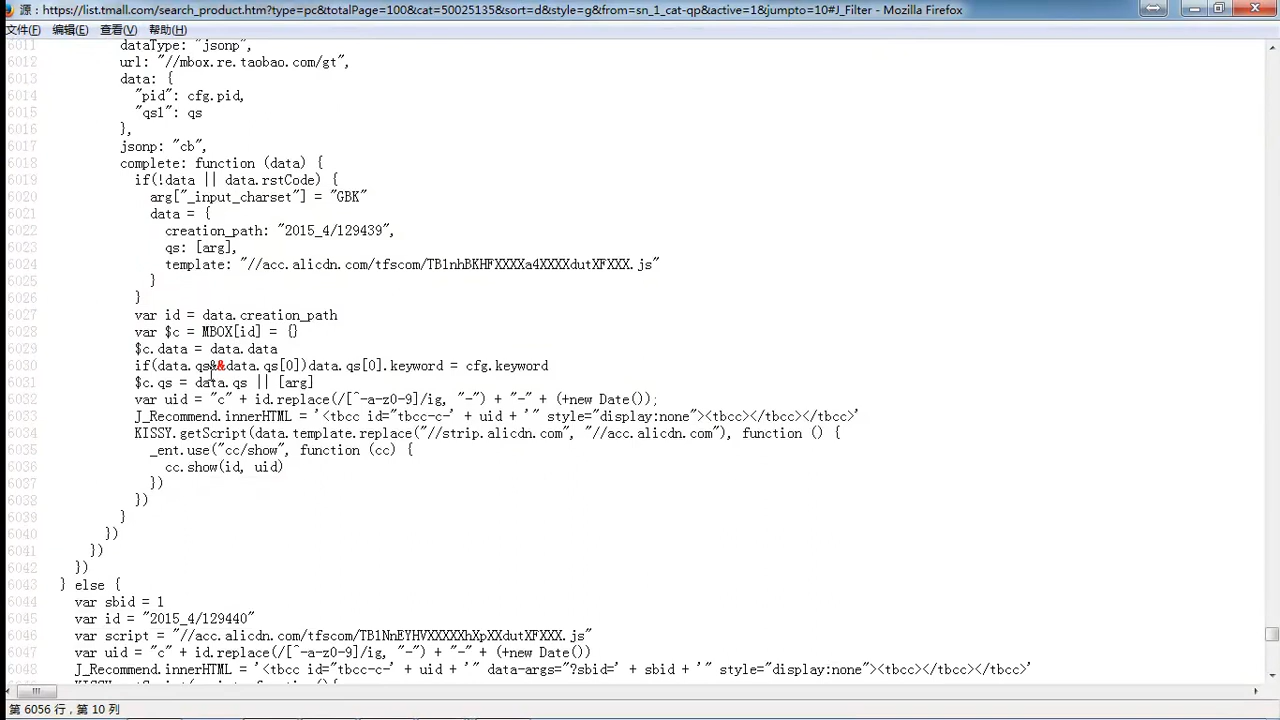 源：https://list.tmall.com/search_product.htm?type=pc&totalPage=100&cat=50025135&sort=d&style=g&from=sn_1_cat-qp&active=1&jumpto=10#J_Filter - Mozilla Firefox
文件(F) 编辑(E) 查看(V) 帮助(H)
6011 dataType: "jsonp",
6012 url: "//mbox.re.taobao.com/gt",
6013 data: {
6014 "pid": cfg.pid,
6015 "qs1": qs
6016 },
6017 jsonp: "cb",
6018 complete: function (data) {
6019 if(!data || data.rstCode) {
6020 arg["_input_charset"] = "GBK"
6021 data = {
6022 creation_path: "2015_4/129439",
6023 qs: [arg],
6024 template: "//acc.alicdn.com/tfscom/TB1nhBKHFXXXXa4XXXXdutXFXXX.js"
6025 }
6026 }
6027 var id = data.creation_path
6028 var $c = MBOX[id] = {}
6029 $c.data = data.data
6030 if(data.qs&&data.qs[0])data.qs[0].keyword = cfg.keyword
6031 $c.qs = data.qs || [arg]
6032 var uid = "c" + id.replace(/[^-a-z0-9]/ig, "-") + "-" + (+new Date());
6033 J_Recommend.innerHTML = '<tbcc id="tbcc-c-' + uid + '" style="display:none"><tbcc></tbcc></tbcc>'
6034 KISSY.getScript(data.template.replace("//strip.alicdn.com", "//acc.alicdn.com"), function () {
6035 _ent.use("cc/show", function (cc) {
6036 cc.show(id, uid)
6037 })
6038 })
6039 }
6040 })
6041 })
6042 })
6043 } else {
6044 var sbid = 1
6045 var id = "2015_4/129440"
6046 var script = "//acc.alicdn.com/tfscom/TB1NnEYHVXXXXXhXpXXdutXFXXX.js"
6047 var uid = "c" + id.replace(/[^-a-z0-9]/ig, "-") + "-" + (+new Date())
6048 J_Recommend.innerHTML = '<tbcc id="tbcc-c-' + uid + '" data-args="?sbid=' + sbid + '" style="display:none"><tbcc></tbcc></tbcc>'
第 6056 行，第 10 列